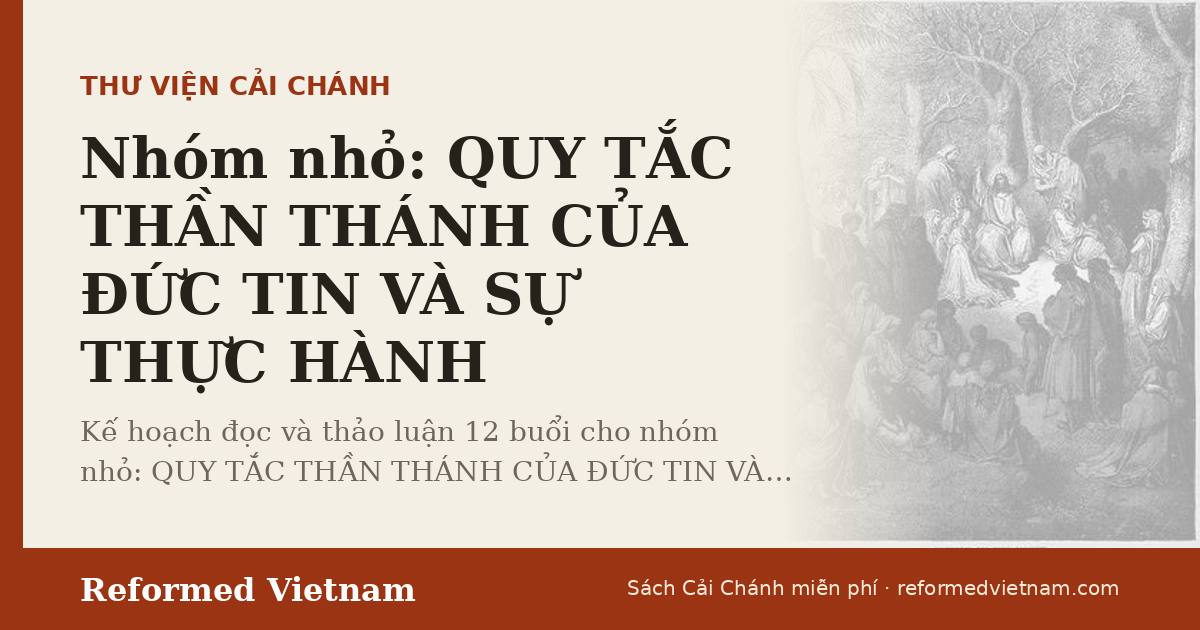 THƯ VIỆN CẢI CHÁNH
Nhóm nhỏ: QUY TẮC
THẦN THÁNH CỦA
ĐỨC TIN VÀ SỰ
THỰC HÀNH
Kế hoạch đọc và thảo luận 12 buổi cho nhóm
nhỏ: QUY TẮC THẦN THÁNH CỦA ĐỨC TIN VÀ...
Reformed Vietnam
Sách Cải Chánh miễn phí · reformedvietnam.com